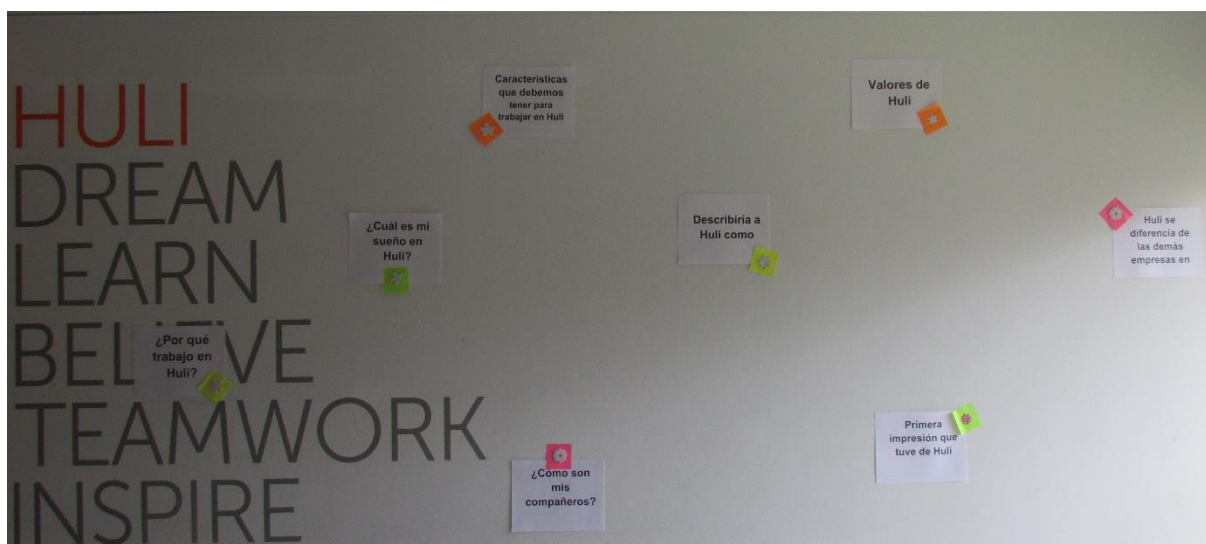 HULI
DREAM
LEARN
BELIEVE
TEAMWORK
INSPIRE
Características
que debemos
tener para
trabajar en Huli
Valores de
Huli
¿Cuál es mi
sueño en
Huli?
Describiría a
Huli como
Huli se
diferencia de
las demás
empresas en
¿Por qué
trabajo en
Huli?
¿Cómo son
mis
compañeros?
Primera
impresión que
tuve de Huli